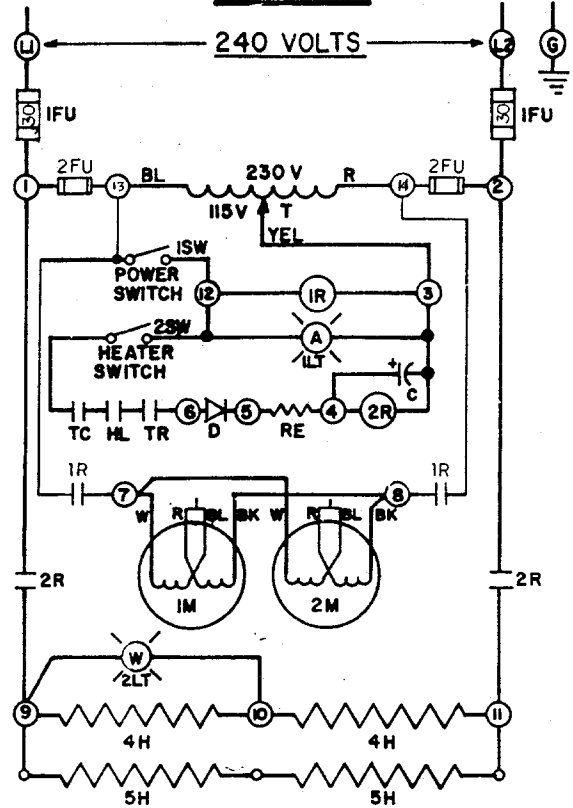 L1 240 VOLTS L2 G
30 1FU 30 1FU
2FU 230 V 2FU
1 13 BL R 14 2
115V T
YEL
1SW
POWER
SWITCH
12 1R 3
2SW A
HEATER 1LT
SWITCH
+ C
6 5 4 2R
TC HL TR D RE
1R 7 8 1R
W R BL BK W R BL BK
1M 2M
2R 2R
W
2LT
9 10 11
4H 4H
5H 5H